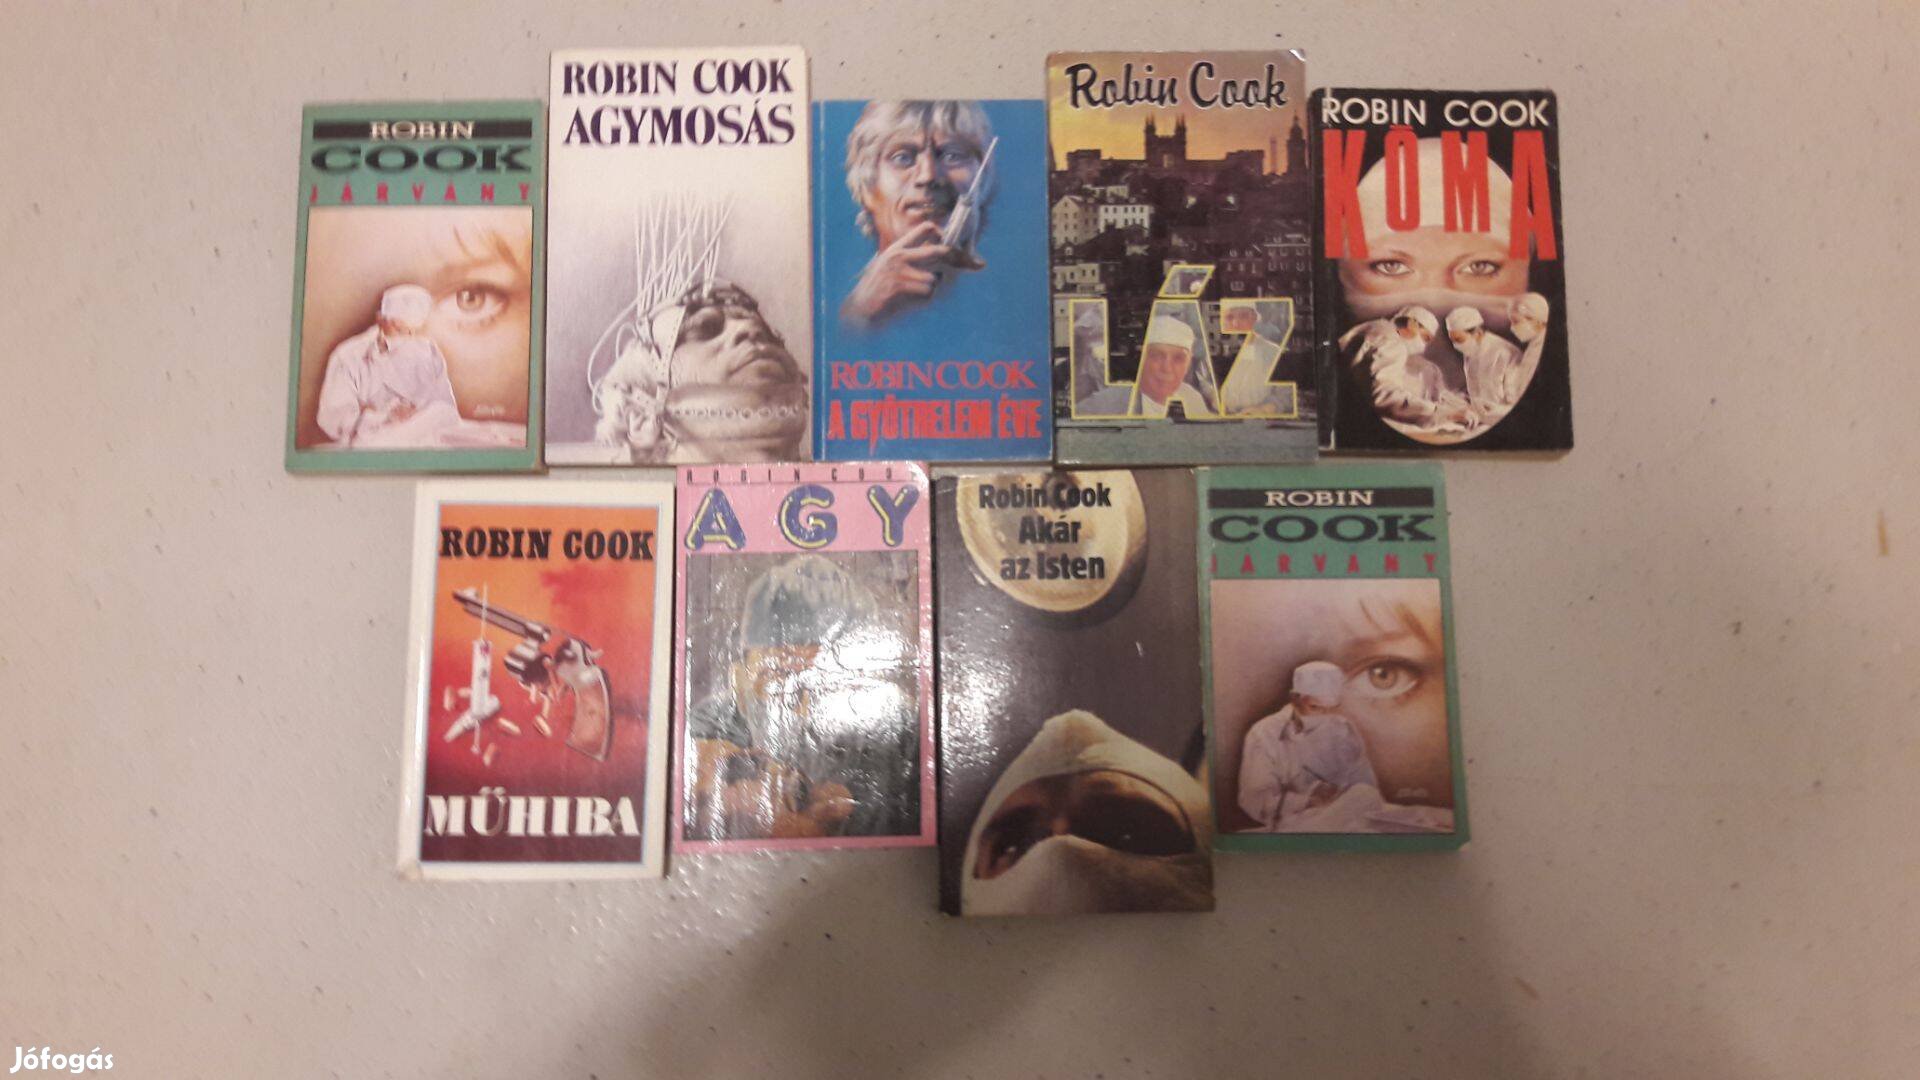 ROBIN
COOK
JÁRVÁNY
ROBIN COOK
AGYMOSÁS
ROBIN COOK
A GYÖTRELEM ÉVE
Robin Cook
LÁZ
ROBIN COOK
KÓMA
ROBIN COOK
MŰHIBA
ROBIN COO
AGY
Robin Cook
Akár
az Isten
ROBIN
COOK
JÁRVÁNY
Jófogás